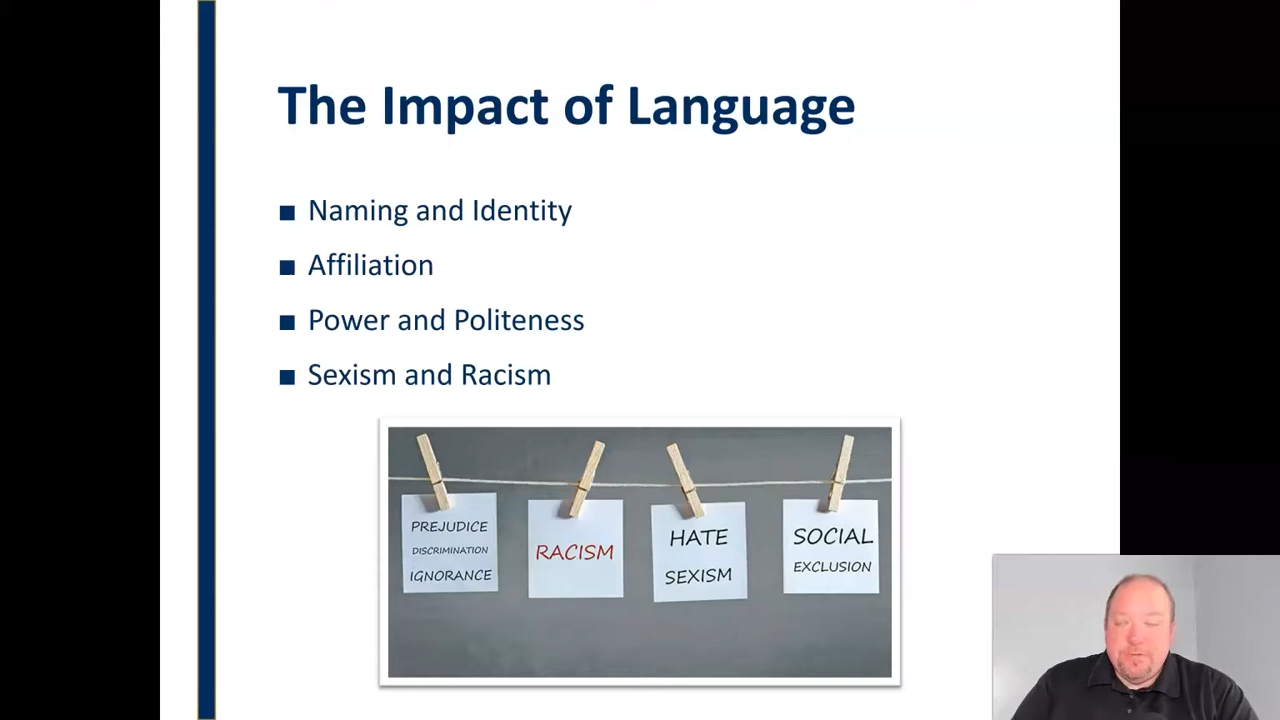 The Impact of Language
■ Naming and Identity
■ Affiliation
■ Power and Politeness
■ Sexism and Racism
PREJUDICE
DISCRIMINATION
IGNORANCE
RACISM
HATE
SEXISM
SOCIAL
EXCLUSION